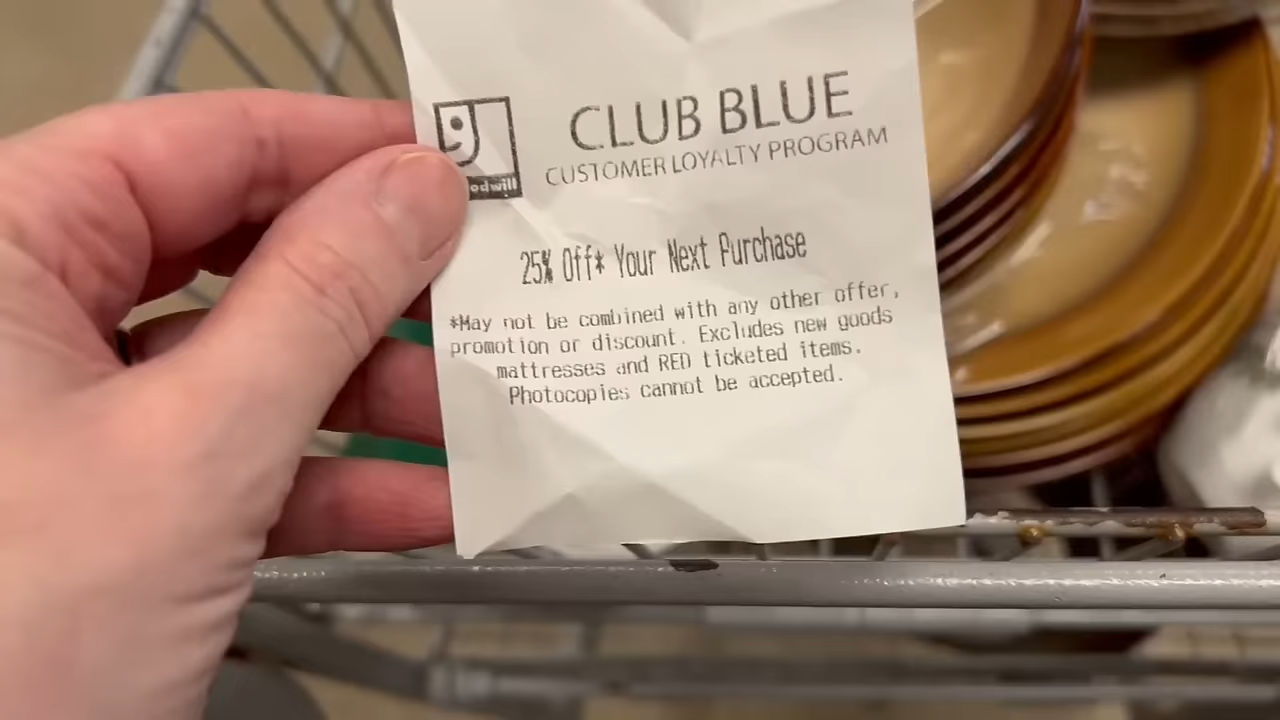 CLUB BLUE
CUSTOMER LOYALTY PROGRAM
odwill
25% Off* Your Next Purchase
*May not be combined with any other offer,
promotion or discount. Excludes new goods
mattresses and RED ticketed items.
Photocopies cannot be accepted.